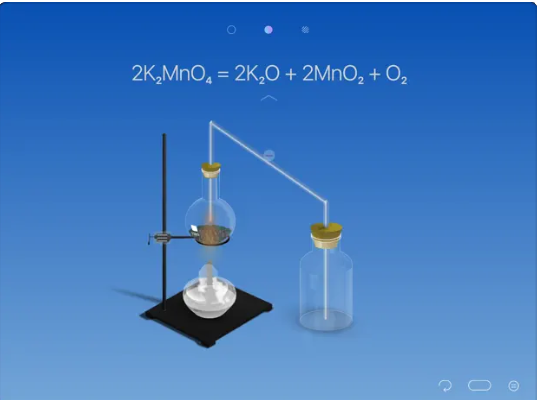 2K₂MnO₄ = 2K₂O + 2MnO₂ + O₂